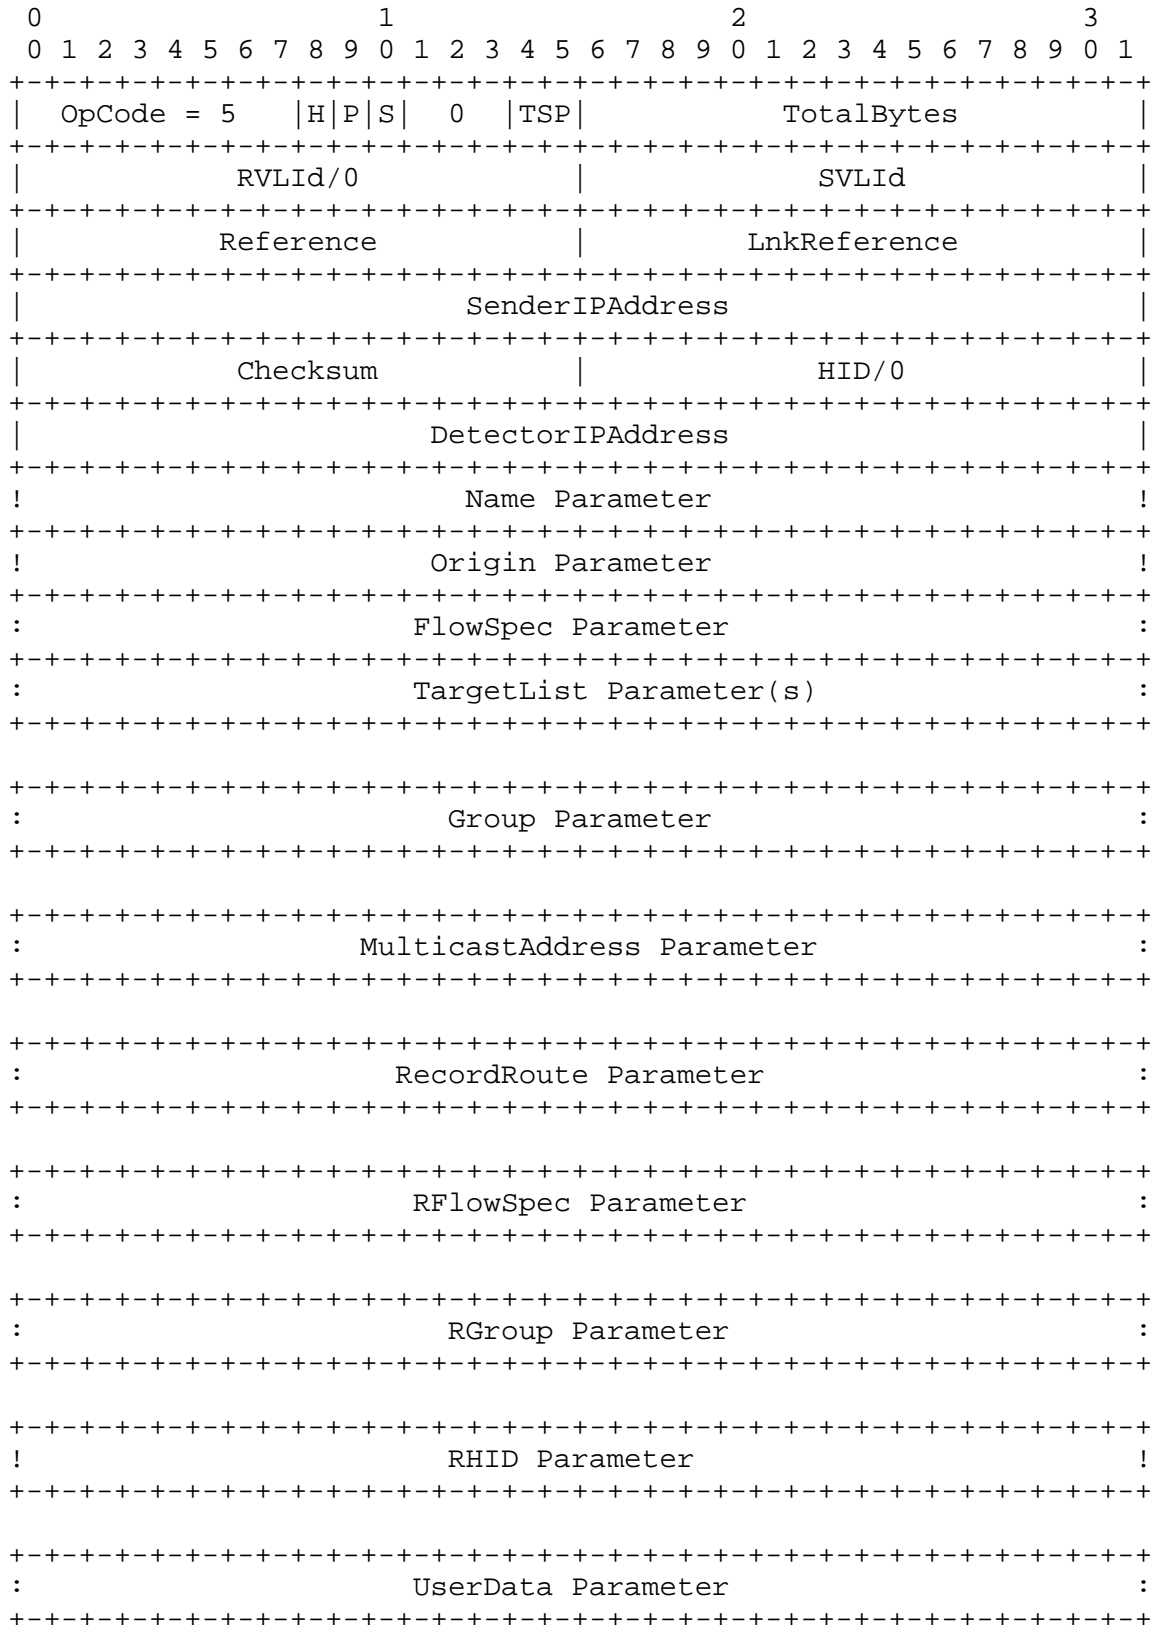 0                   1                   2                   3
 0 1 2 3 4 5 6 7 8 9 0 1 2 3 4 5 6 7 8 9 0 1 2 3 4 5 6 7 8 9 0 1
+-+-+-+-+-+-+-+-+-+-+-+-+-+-+-+-+-+-+-+-+-+-+-+-+-+-+-+-+-+-+-+-+
|  OpCode = 5   |H|P|S|  0  |TSP|           TotalBytes          |
+-+-+-+-+-+-+-+-+-+-+-+-+-+-+-+-+-+-+-+-+-+-+-+-+-+-+-+-+-+-+-+-+
|            RVLId/0            |             SVLId             |
+-+-+-+-+-+-+-+-+-+-+-+-+-+-+-+-+-+-+-+-+-+-+-+-+-+-+-+-+-+-+-+-+
|           Reference           |         LnkReference          |
+-+-+-+-+-+-+-+-+-+-+-+-+-+-+-+-+-+-+-+-+-+-+-+-+-+-+-+-+-+-+-+-+
|                         SenderIPAddress                       |
+-+-+-+-+-+-+-+-+-+-+-+-+-+-+-+-+-+-+-+-+-+-+-+-+-+-+-+-+-+-+-+-+
|            Checksum           |             HID/0             |
+-+-+-+-+-+-+-+-+-+-+-+-+-+-+-+-+-+-+-+-+-+-+-+-+-+-+-+-+-+-+-+-+
|                       DetectorIPAddress                       |
+-+-+-+-+-+-+-+-+-+-+-+-+-+-+-+-+-+-+-+-+-+-+-+-+-+-+-+-+-+-+-+-+
!                         Name Parameter                        !
+-+-+-+-+-+-+-+-+-+-+-+-+-+-+-+-+-+-+-+-+-+-+-+-+-+-+-+-+-+-+-+-+
!                       Origin Parameter                        !
+-+-+-+-+-+-+-+-+-+-+-+-+-+-+-+-+-+-+-+-+-+-+-+-+-+-+-+-+-+-+-+-+
:                      FlowSpec Parameter                       :
+-+-+-+-+-+-+-+-+-+-+-+-+-+-+-+-+-+-+-+-+-+-+-+-+-+-+-+-+-+-+-+-+
:                      TargetList Parameter(s)                  :
+-+-+-+-+-+-+-+-+-+-+-+-+-+-+-+-+-+-+-+-+-+-+-+-+-+-+-+-+-+-+-+-+

+-+-+-+-+-+-+-+-+-+-+-+-+-+-+-+-+-+-+-+-+-+-+-+-+-+-+-+-+-+-+-+-+
:                        Group Parameter                        :
+-+-+-+-+-+-+-+-+-+-+-+-+-+-+-+-+-+-+-+-+-+-+-+-+-+-+-+-+-+-+-+-+

+-+-+-+-+-+-+-+-+-+-+-+-+-+-+-+-+-+-+-+-+-+-+-+-+-+-+-+-+-+-+-+-+
:                   MulticastAddress Parameter                  :
+-+-+-+-+-+-+-+-+-+-+-+-+-+-+-+-+-+-+-+-+-+-+-+-+-+-+-+-+-+-+-+-+

+-+-+-+-+-+-+-+-+-+-+-+-+-+-+-+-+-+-+-+-+-+-+-+-+-+-+-+-+-+-+-+-+
:                     RecordRoute Parameter                     :
+-+-+-+-+-+-+-+-+-+-+-+-+-+-+-+-+-+-+-+-+-+-+-+-+-+-+-+-+-+-+-+-+

+-+-+-+-+-+-+-+-+-+-+-+-+-+-+-+-+-+-+-+-+-+-+-+-+-+-+-+-+-+-+-+-+
:                      RFlowSpec Parameter                      :
+-+-+-+-+-+-+-+-+-+-+-+-+-+-+-+-+-+-+-+-+-+-+-+-+-+-+-+-+-+-+-+-+

+-+-+-+-+-+-+-+-+-+-+-+-+-+-+-+-+-+-+-+-+-+-+-+-+-+-+-+-+-+-+-+-+
:                        RGroup Parameter                       :
+-+-+-+-+-+-+-+-+-+-+-+-+-+-+-+-+-+-+-+-+-+-+-+-+-+-+-+-+-+-+-+-+

+-+-+-+-+-+-+-+-+-+-+-+-+-+-+-+-+-+-+-+-+-+-+-+-+-+-+-+-+-+-+-+-+
!                        RHID Parameter                         !
+-+-+-+-+-+-+-+-+-+-+-+-+-+-+-+-+-+-+-+-+-+-+-+-+-+-+-+-+-+-+-+-+

+-+-+-+-+-+-+-+-+-+-+-+-+-+-+-+-+-+-+-+-+-+-+-+-+-+-+-+-+-+-+-+-+
:                      UserData Parameter                       :
+-+-+-+-+-+-+-+-+-+-+-+-+-+-+-+-+-+-+-+-+-+-+-+-+-+-+-+-+-+-+-+-+